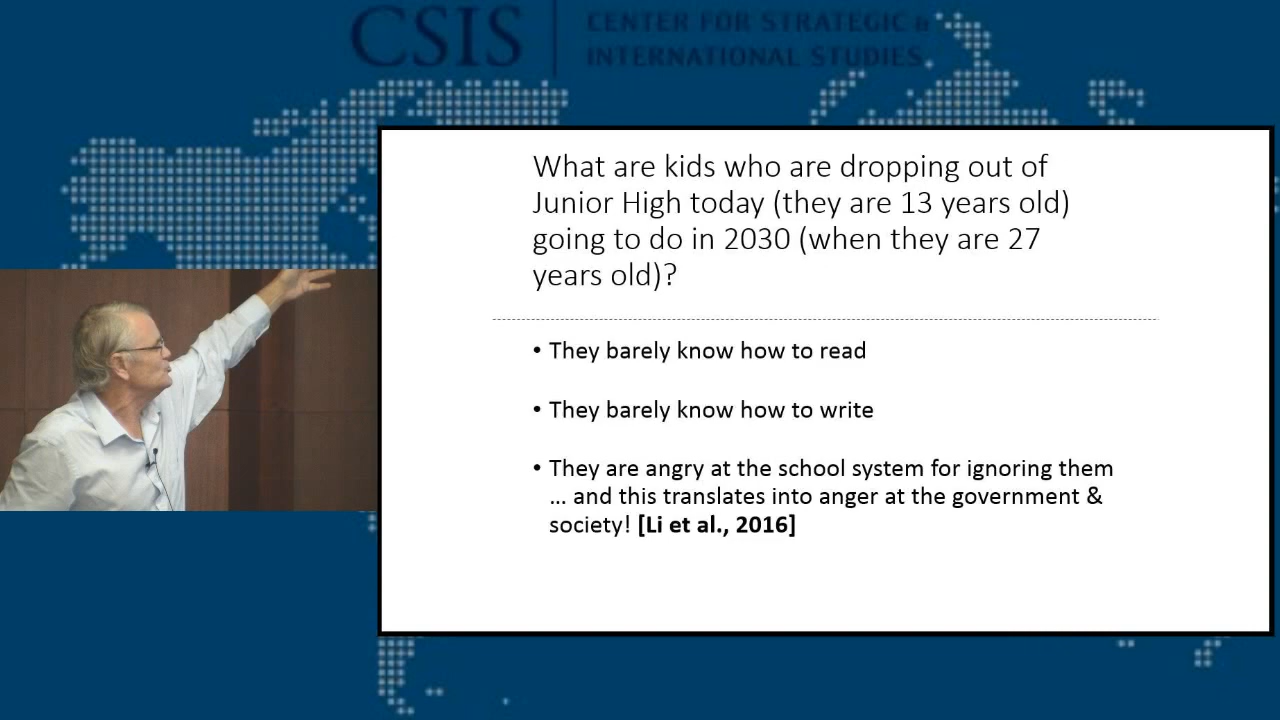 CSIS
CENTER FOR STRATEGIC &
INTERNATIONAL STUDIES
What are kids who are dropping out of
Junior High today (they are 13 years old)
going to do in 2030 (when they are 27
years old)?
• They barely know how to read
• They barely know how to write
• They are angry at the school system for ignoring them
... and this translates into anger at the government &
society! [Li et al., 2016]